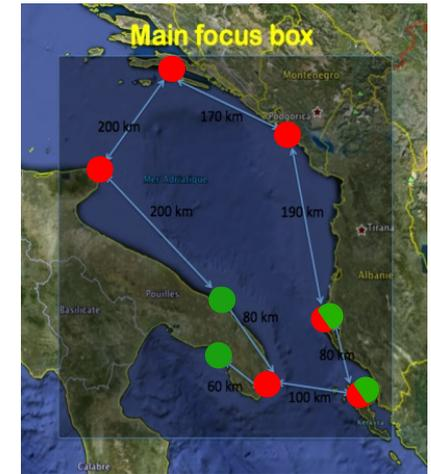 Main focus box
Montenegro
170 km
Podgorica
200 km
Mer Adriatique
200 km
190 km
Tirana
Albanie
Pouilles
Basilicate
80 km
80 km
60 km
100 km
Kerkyra
Calabre